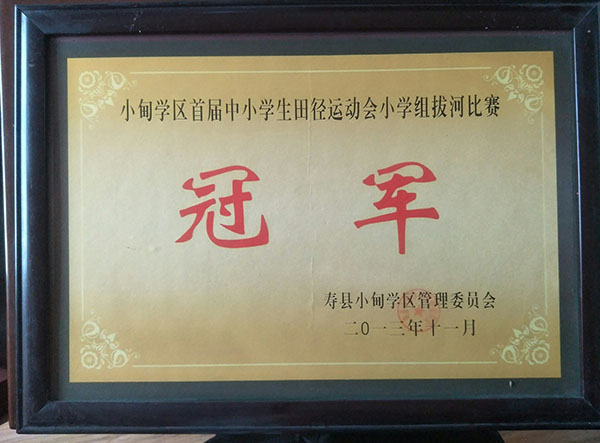 小甸学区首届中小学生田径运动会小学组拔河比赛
冠军
寿县小甸学区管理委员会
二〇一三年十一月